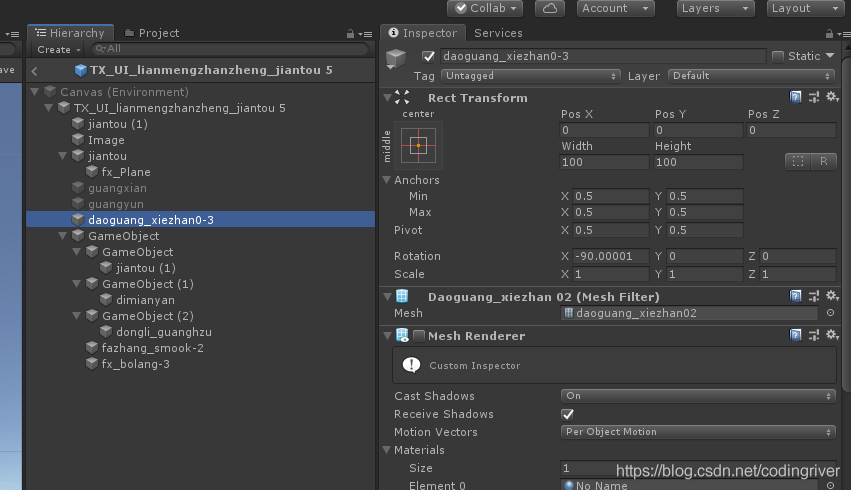 Collab
Account
Layers
Layout
Hierarchy
Project
Create
All
ave
TX_UI_lianmengzhanzheng_jiantou 5
Canvas (Environment)
TX_UI_lianmengzhanzheng_jiantou 5
jiantou (1)
Image
jiantou
fx_Plane
guangxian
guangyun
daoguang_xiezhan0-3
GameObject
GameObject
jiantou (1)
GameObject (1)
dimianyan
GameObject (2)
dongli_guanghzu
fazhang_smook-2
fx_bolang-3
Inspector
Services
daoguang_xiezhan0-3
Static
Tag Untagged Layer Default
Rect Transform
center
middle
Pos X Pos Y Pos Z
0 0 0
Width Height
100 100
R
Anchors
Min X 0.5 Y 0.5
Max X 0.5 Y 0.5
Pivot X 0.5 Y 0.5
Rotation X -90.00001 Y 0 Z 0
Scale X 1 Y 1 Z 1
Daoguang_xiezhan 02 (Mesh Filter)
Mesh daoguang_xiezhan02
Mesh Renderer
Custom Inspector
Cast Shadows On
Receive Shadows
Motion Vectors Per Object Motion
Materials
Size 1
Element 0 No Name
https://blog.csdn.net/codingriver